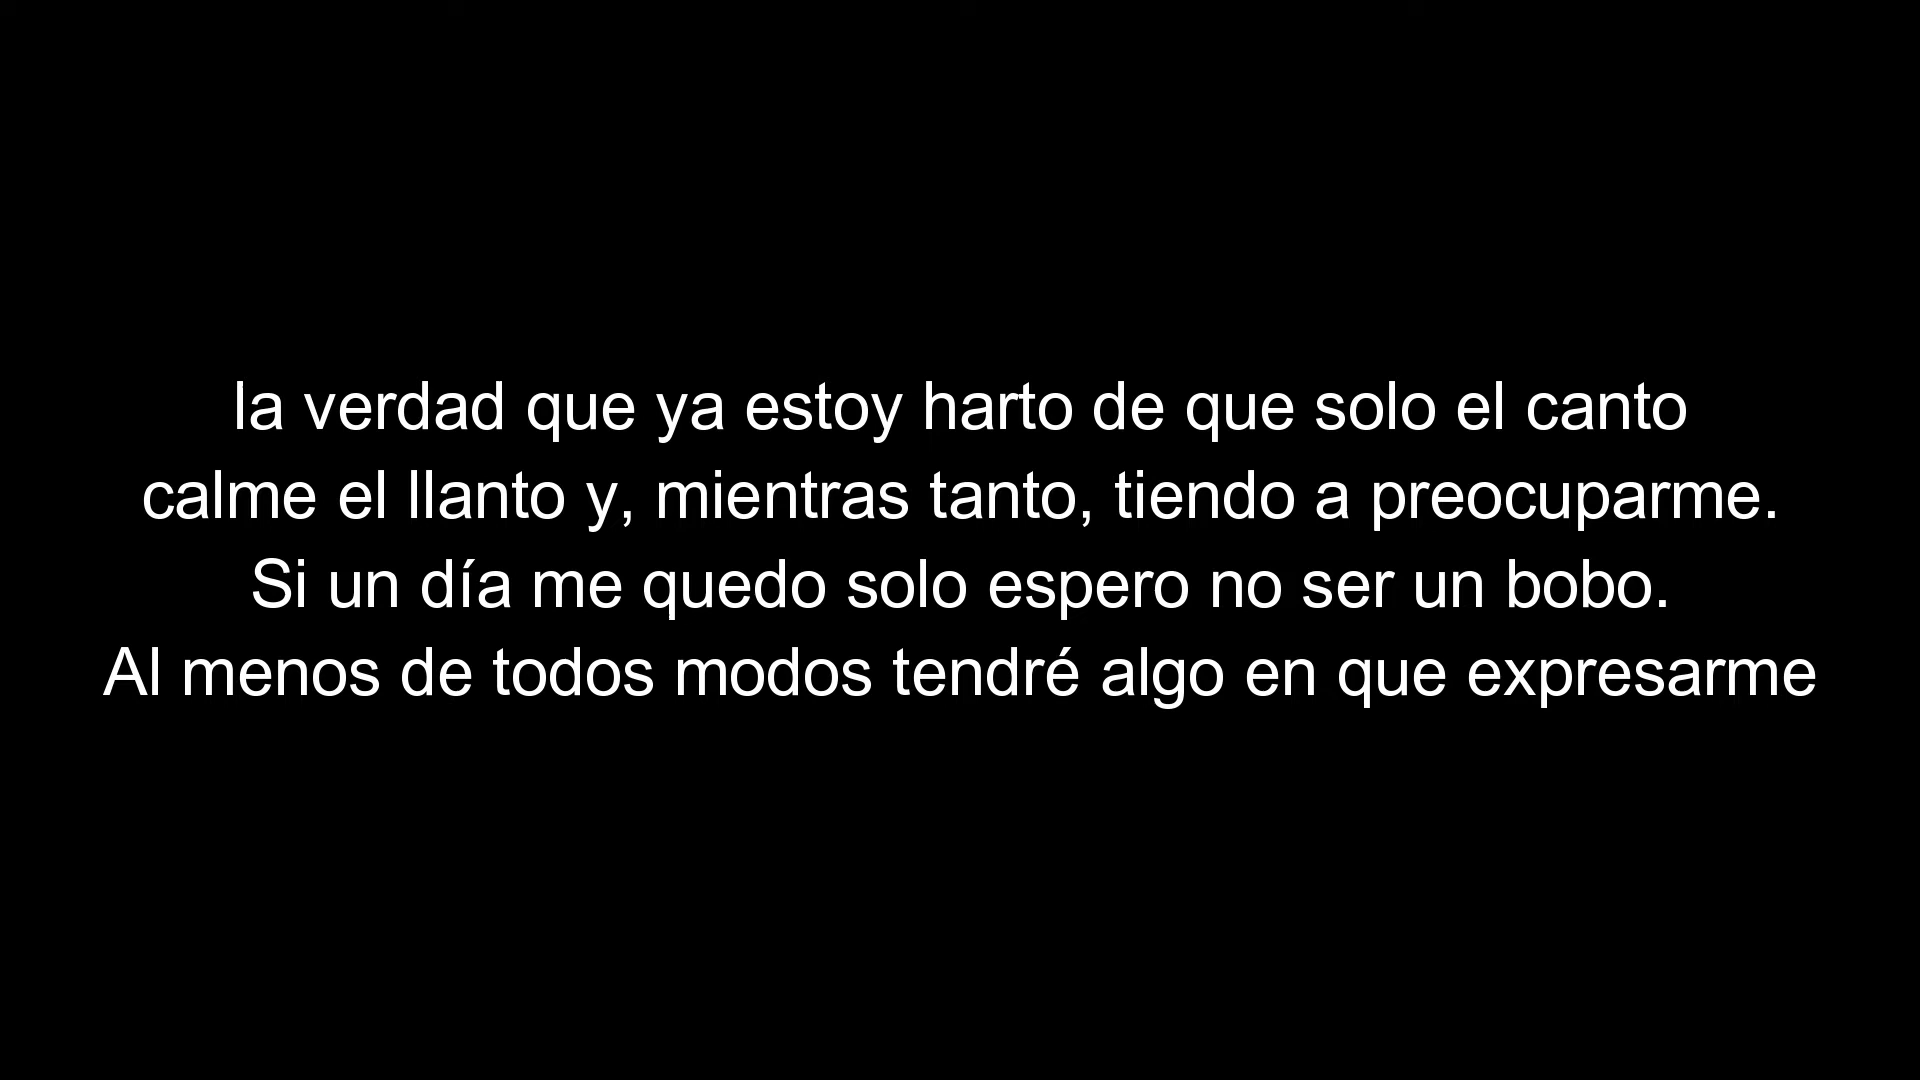 la verdad que ya estoy harto de que solo el canto
calme el llanto y, mientras tanto, tiendo a preocuparme.
Si un día me quedo solo espero no ser un bobo.
Al menos de todos modos tendré algo en que expresarme